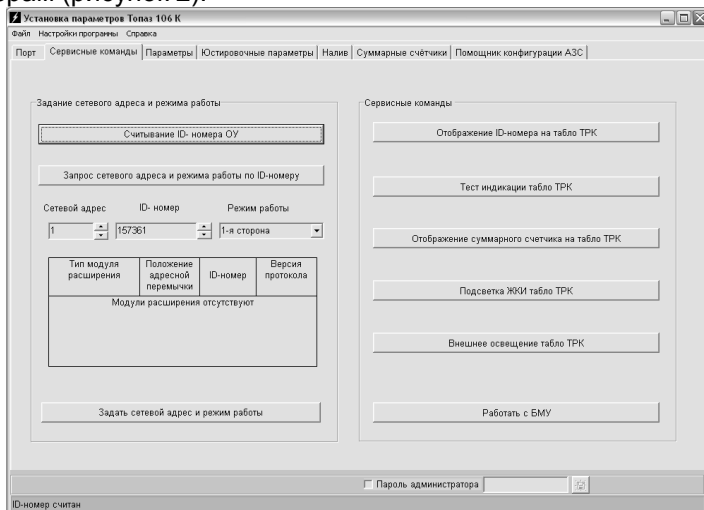 (рисунок 2).
Установка параметров Топаз 106 К
Файл Настройки программы Справка
Порт Сервисные команды Параметры Юстировочные параметры Налив Суммарные счётчики Помощник конфигурации АЗС
Задание сетевого адреса и режима работы
Считывание ID- номера ОУ
Запрос сетевого адреса и режима работы по ID-номеру
Сетевой адрес ID- номер Режим работы
1 157361 1-я сторона
Тип модуля расширения Положение адресной перемычки ID-номер Версия протокола
Модули расширения отсутствуют
Задать сетевой адрес и режим работы
Сервисные команды
Отображение ID-номера на табло ТРК
Тест индикации табло ТРК
Отображение суммарного счетчика на табло ТРК
Подсветка ЖКИ табло ТРК
Внешнее освещение табло ТРК
Работать с БМУ
Пароль администратора
ID-номер считан